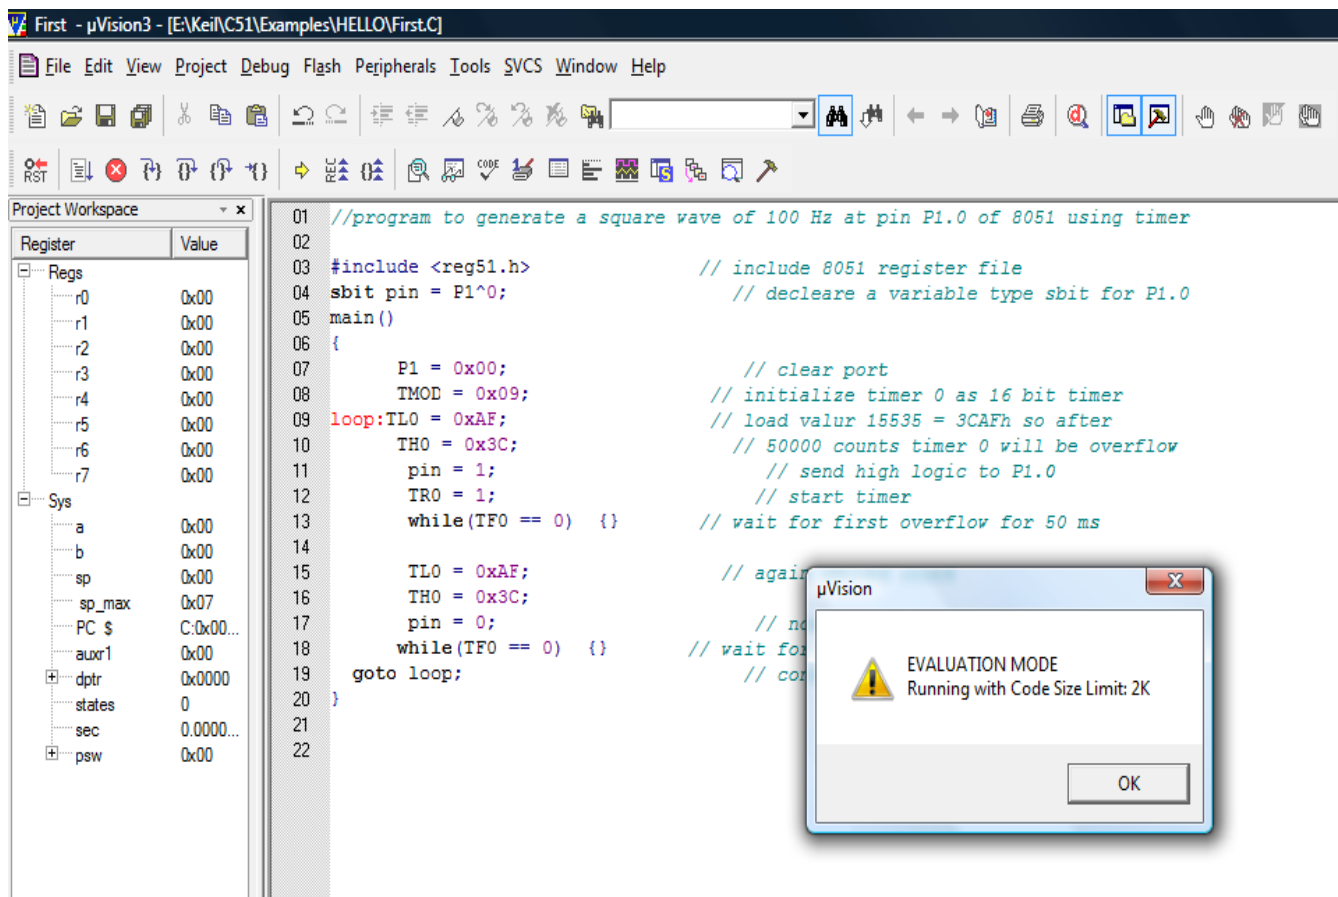 First - µVision3 - [E:\Keil\C51\Examples\HELLO\First.C]
File Edit View Project Debug Flash Peripherals Tools SVCS Window Help
RST
CODE
Project Workspace
Register Value
Regs
r0 0x00
r1 0x00
r2 0x00
r3 0x00
r4 0x00
r5 0x00
r6 0x00
r7 0x00
Sys
a 0x00
b 0x00
sp 0x00
sp_max 0x07
PC $ C:0x00...
auxr1 0x00
dptr 0x0000
states 0
sec 0.0000...
psw 0x00
01 //program to generate a square wave of 100 Hz at pin P1.0 of 8051 using timer
02
03 #include <reg51.h> // include 8051 register file
04 sbit pin = P1^0; // decleare a variable type sbit for P1.0
05 main()
06 {
07 P1 = 0x00; // clear port
08 TMOD = 0x09; // initialize timer 0 as 16 bit timer
09 loop:TL0 = 0xAF; // load valur 15535 = 3CAFh so after
10 TH0 = 0x3C; // 50000 counts timer 0 will be overflow
11 pin = 1; // send high logic to P1.0
12 TR0 = 1; // start timer
13 while(TF0 == 0) {} // wait for first overflow for 50 ms
14
15 TL0 = 0xAF; // again
16 TH0 = 0x3C;
17 pin = 0; //
18 while(TF0 == 0) {} // wait for
19 goto loop; //
20 }
21
22
µVision
EVALUATION MODE
Running with Code Size Limit: 2K
OK